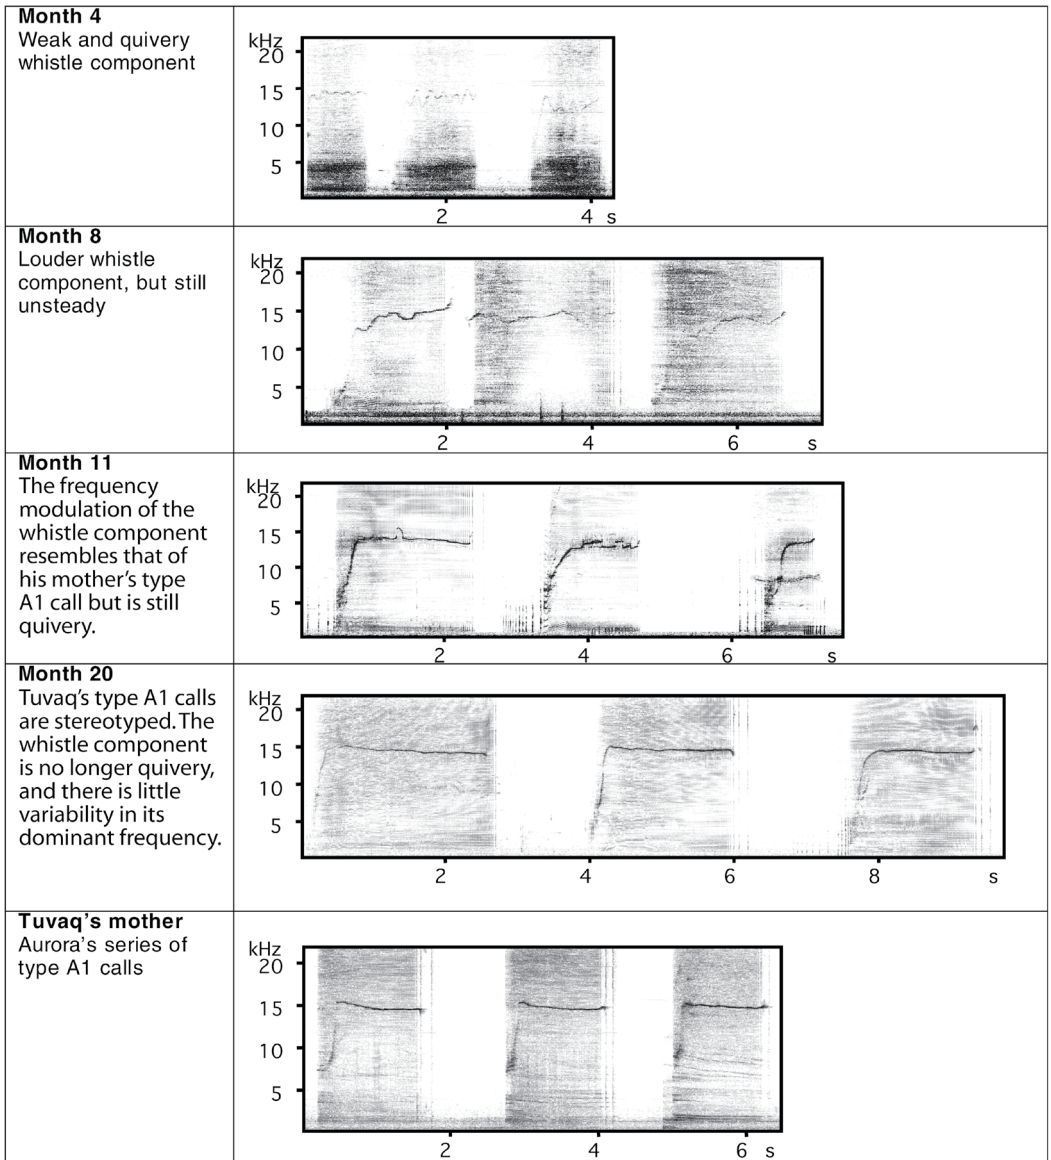 Month 4
Weak and quivery
whistle component
kHz
20
15
10
5
2
4 s
Month 8
Louder whistle
component, but still
unsteady
kHz
20
15
10
5
2
4
6
s
Month 11
The frequency
modulation of the
whistle component
resembles that of
his mother's type
A1 call but is still
quivery.
kHz
20
15
10
5
2
4
6
s
Month 20
Tuvaq's type A1 calls
are stereotyped. The
whistle component
is no longer quivery,
and there is little
variability in its
dominant frequency.
kHz
20
15
10
5
2
4
6
8
s
Tuvaq's mother
Aurora's series of
type A1 calls
kHz
20
15
10
5
2
4
6 s